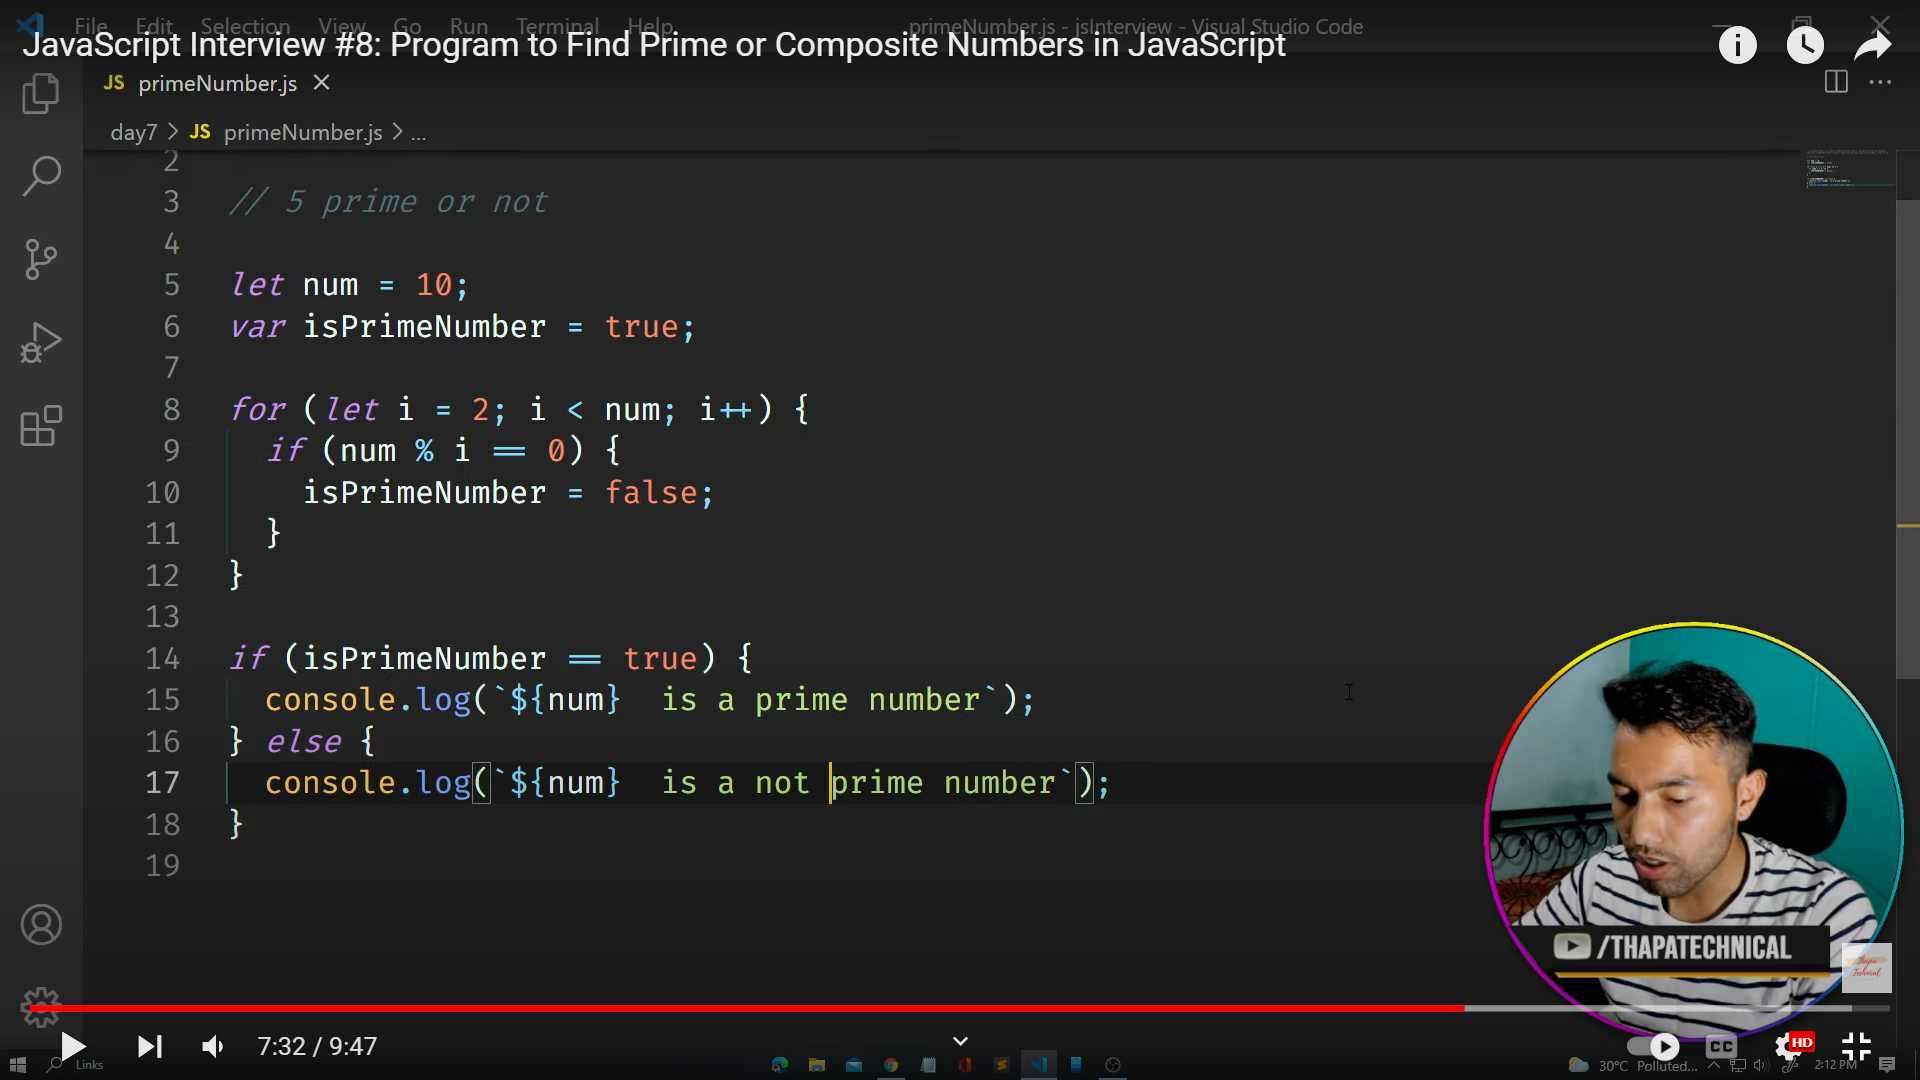 File Edit Selection View Go Run Terminal Help primeNumber.js - jsInterview - Visual Studio Code
JavaScript Interview #8: Program to Find Prime or Composite Numbers in JavaScript
JS primeNumber.js
day7 > JS primeNumber.js > ...
2
3 // 5 prime or not
4
5 let num = 10;
6 var isPrimeNumber = true;
7
8 for (let i = 2; i < num; i++) {
9 if (num % i == 0) {
10 isPrimeNumber = false;
11 }
12 }
13
14 if (isPrimeNumber == true) {
15 console.log(`${num}  is a prime number`);
16 } else {
17 console.log(`${num}  is a not prime number`);
18 }
19
/THAPATECHNICAL
Thapa
Technical
7:32 / 9:47
CC HD
Links
30°C Polluted... 2:12 PM